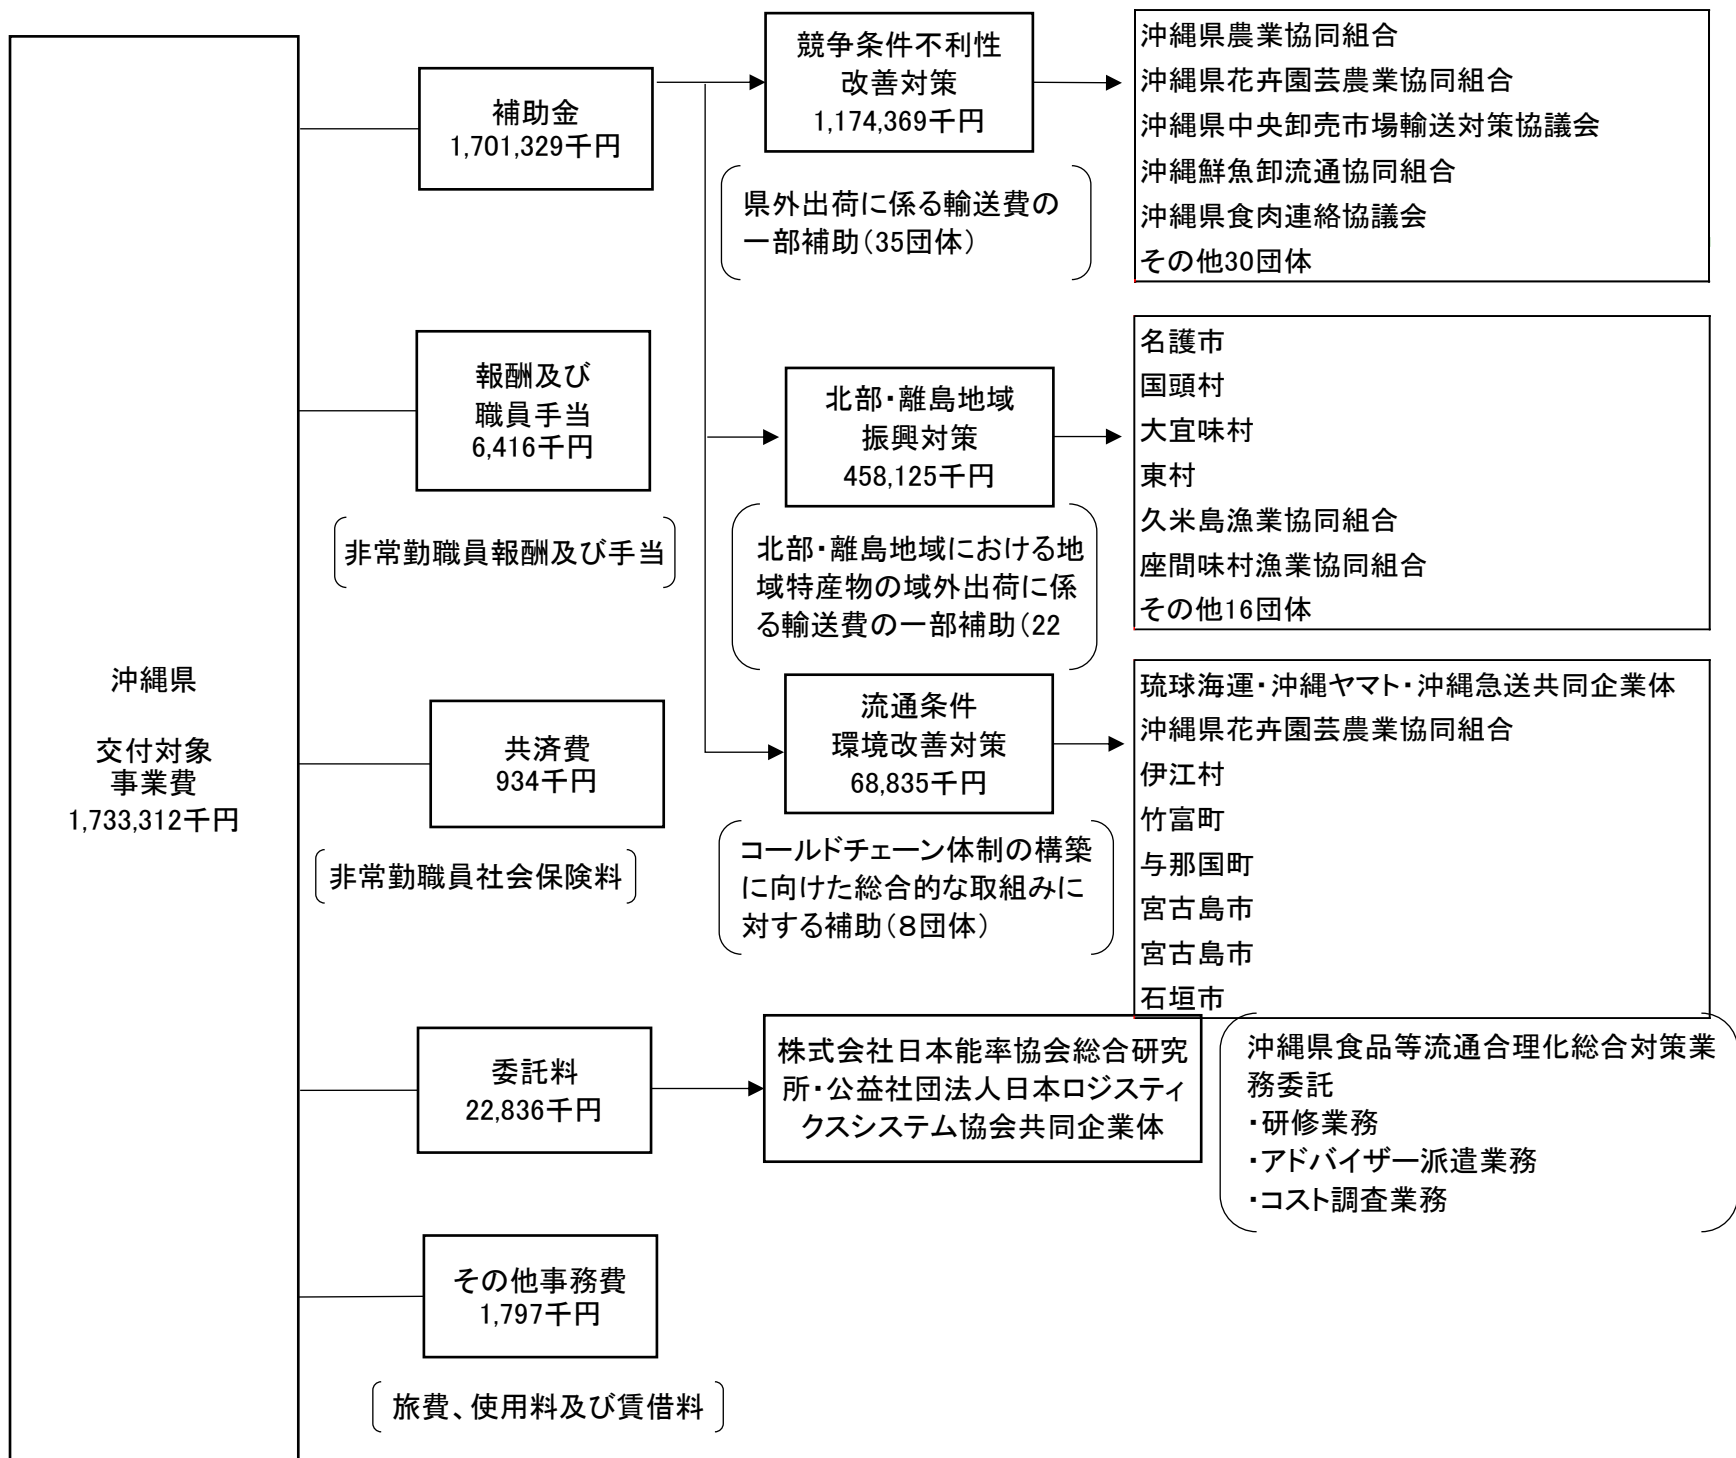 沖縄県
交付対象
事業費
1,733,312千円
補助金
1,701,329千円
競争条件不利性
改善対策
1,174,369千円
県外出荷に係る輸送費の
一部補助(35団体)
沖縄県農業協同組合
沖縄県花卉園芸農業協同組合
沖縄県中央卸売市場輸送対策協議会
沖縄鮮魚卸流通協同組合
沖縄県食肉連絡協議会
その他30団体
北部・離島地域
振興対策
458,125千円
北部・離島地域における地
域特産物の域外出荷に係
る輸送費の一部補助(22
名護市
国頭村
大宜味村
東村
久米島漁業協同組合
座間味村漁業協同組合
その他16団体
流通条件
環境改善対策
68,835千円
コールドチェーン体制の構築
に向けた総合的な取組みに
対する補助(8団体)
琉球海運・沖縄ヤマト・沖縄急送共同企業体
沖縄県花卉園芸農業協同組合
伊江村
竹富町
与那国町
宮古島市
宮古島市
石垣市
報酬及び
職員手当
6,416千円
非常勤職員報酬及び手当
共済費
934千円
非常勤職員社会保険料
委託料
22,836千円
株式会社日本能率協会総合研究
所・公益社団法人日本ロジスティ
クスシステム協会共同企業体
沖縄県食品等流通合理化総合対策業
務委託
・研修業務
・アドバイザー派遣業務
・コスト調査業務
その他事務費
1,797千円
旅費、使用料及び賃借料